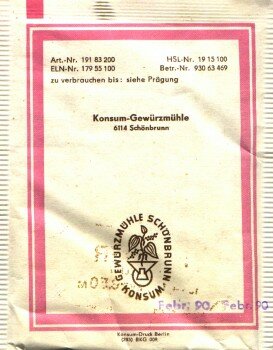 Art.-Nr. 191 83 200 HSL-Nr. 19 15 100
ELN-Nr. 179 55 100 Betr.-Nr. 930 63 469
zu verbrauchen bis: siehe Prägung
Konsum-Gewürzmühle
6114 Schönbrunn
GEWÜRZMÜHLE SCHÖNBRUNN
KONSUM
Febr. 90 Febr. 90
Konsum-Druck Berlin